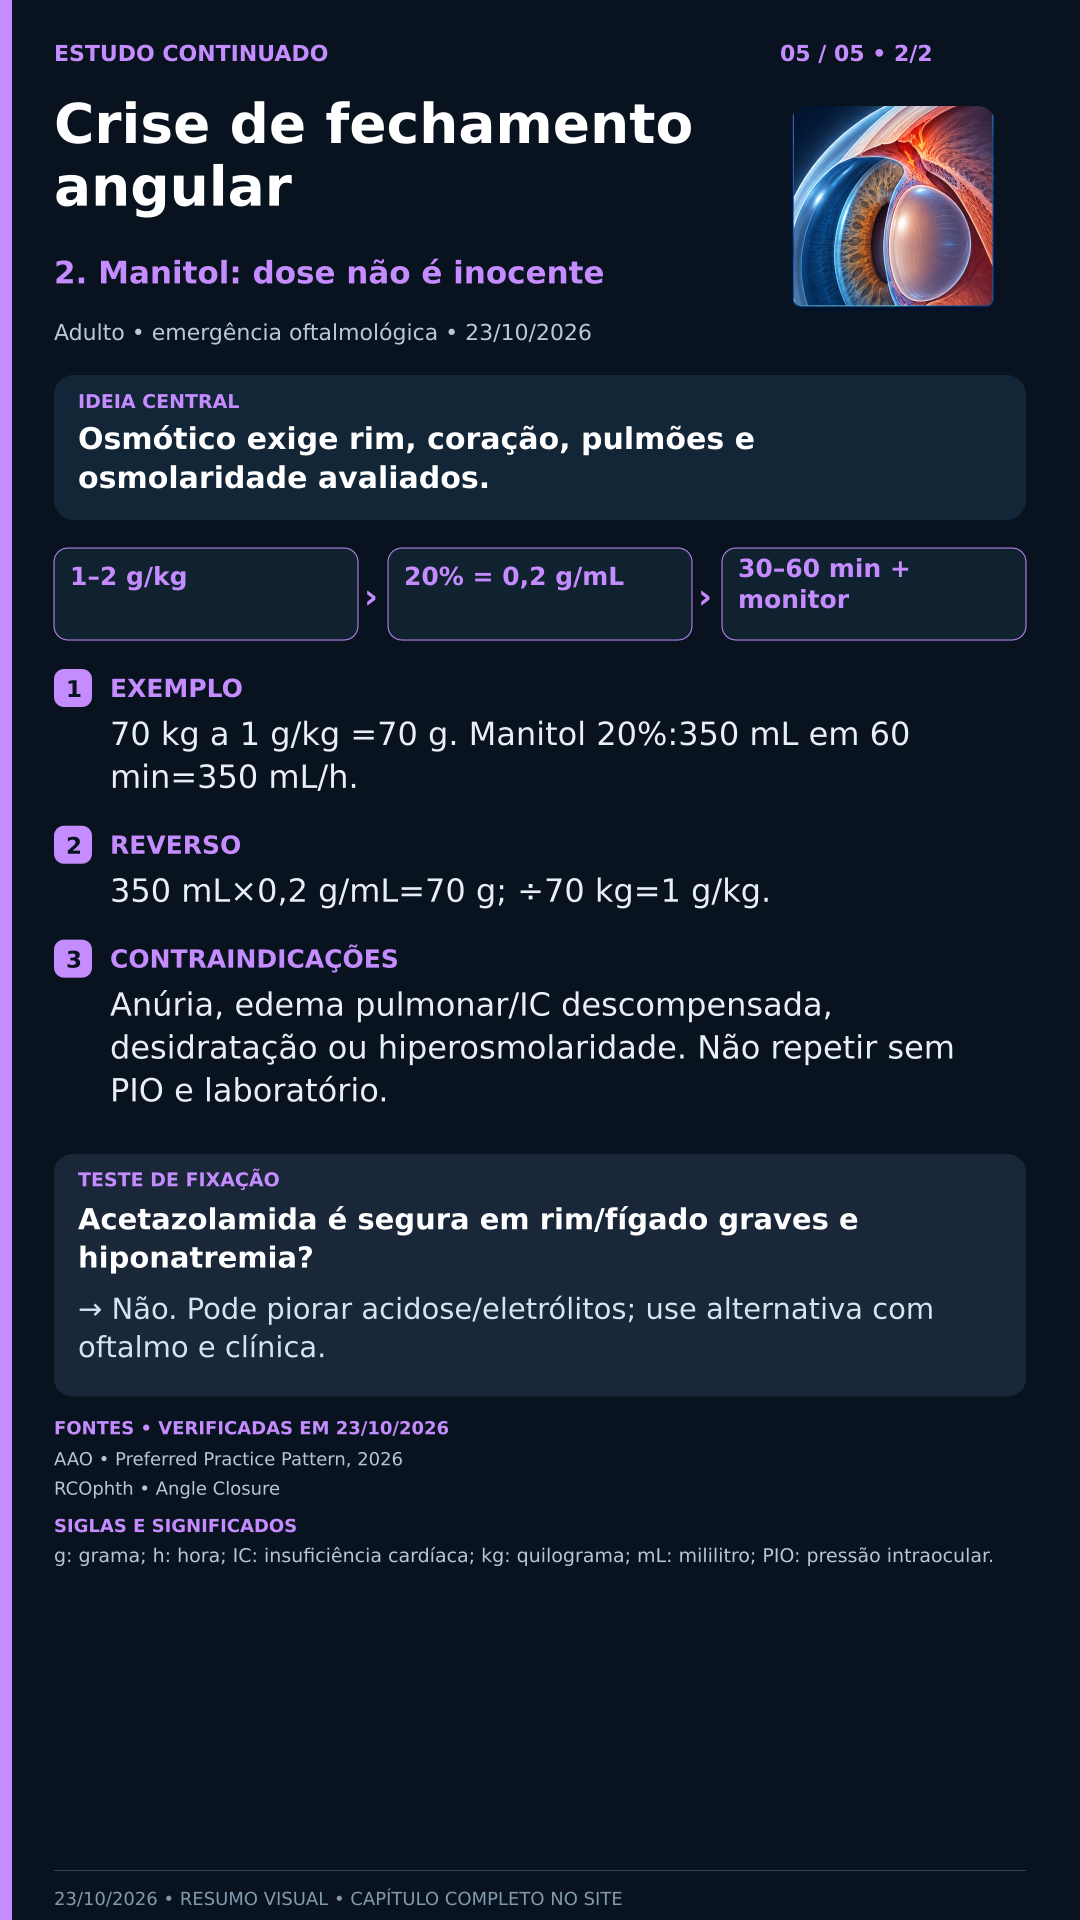 ESTUDO CONTINUADO
05 / 05 • 2/2
Crise de fechamento
angular
2. Manitol: dose não é inocente
Adulto • emergência oftalmológica • 23/10/2026
IDEIA CENTRAL
Osmótico exige rim, coração, pulmões e
osmolaridade avaliados.
1–2 g/kg
›
20% = 0,2 g/mL
›
30–60 min +
monitor
1 EXEMPLO
70 kg a 1 g/kg =70 g. Manitol 20%:350 mL em 60
min=350 mL/h.
2 REVERSO
350 mL×0,2 g/mL=70 g; ÷70 kg=1 g/kg.
3 CONTRAINDICAÇÕES
Anúria, edema pulmonar/IC descompensada,
desidratação ou hiperosmolaridade. Não repetir sem
PIO e laboratório.
TESTE DE FIXAÇÃO
Acetazolamida é segura em rim/fígado graves e
hiponatremia?
→ Não. Pode piorar acidose/eletrólitos; use alternativa com
oftalmo e clínica.
FONTES • VERIFICADAS EM 23/10/2026
AAO • Preferred Practice Pattern, 2026
RCOphth • Angle Closure
SIGLAS E SIGNIFICADOS
g: grama; h: hora; IC: insuficiência cardíaca; kg: quilograma; mL: mililitro; PIO: pressão intraocular.
23/10/2026 • RESUMO VISUAL • CAPÍTULO COMPLETO NO SITE